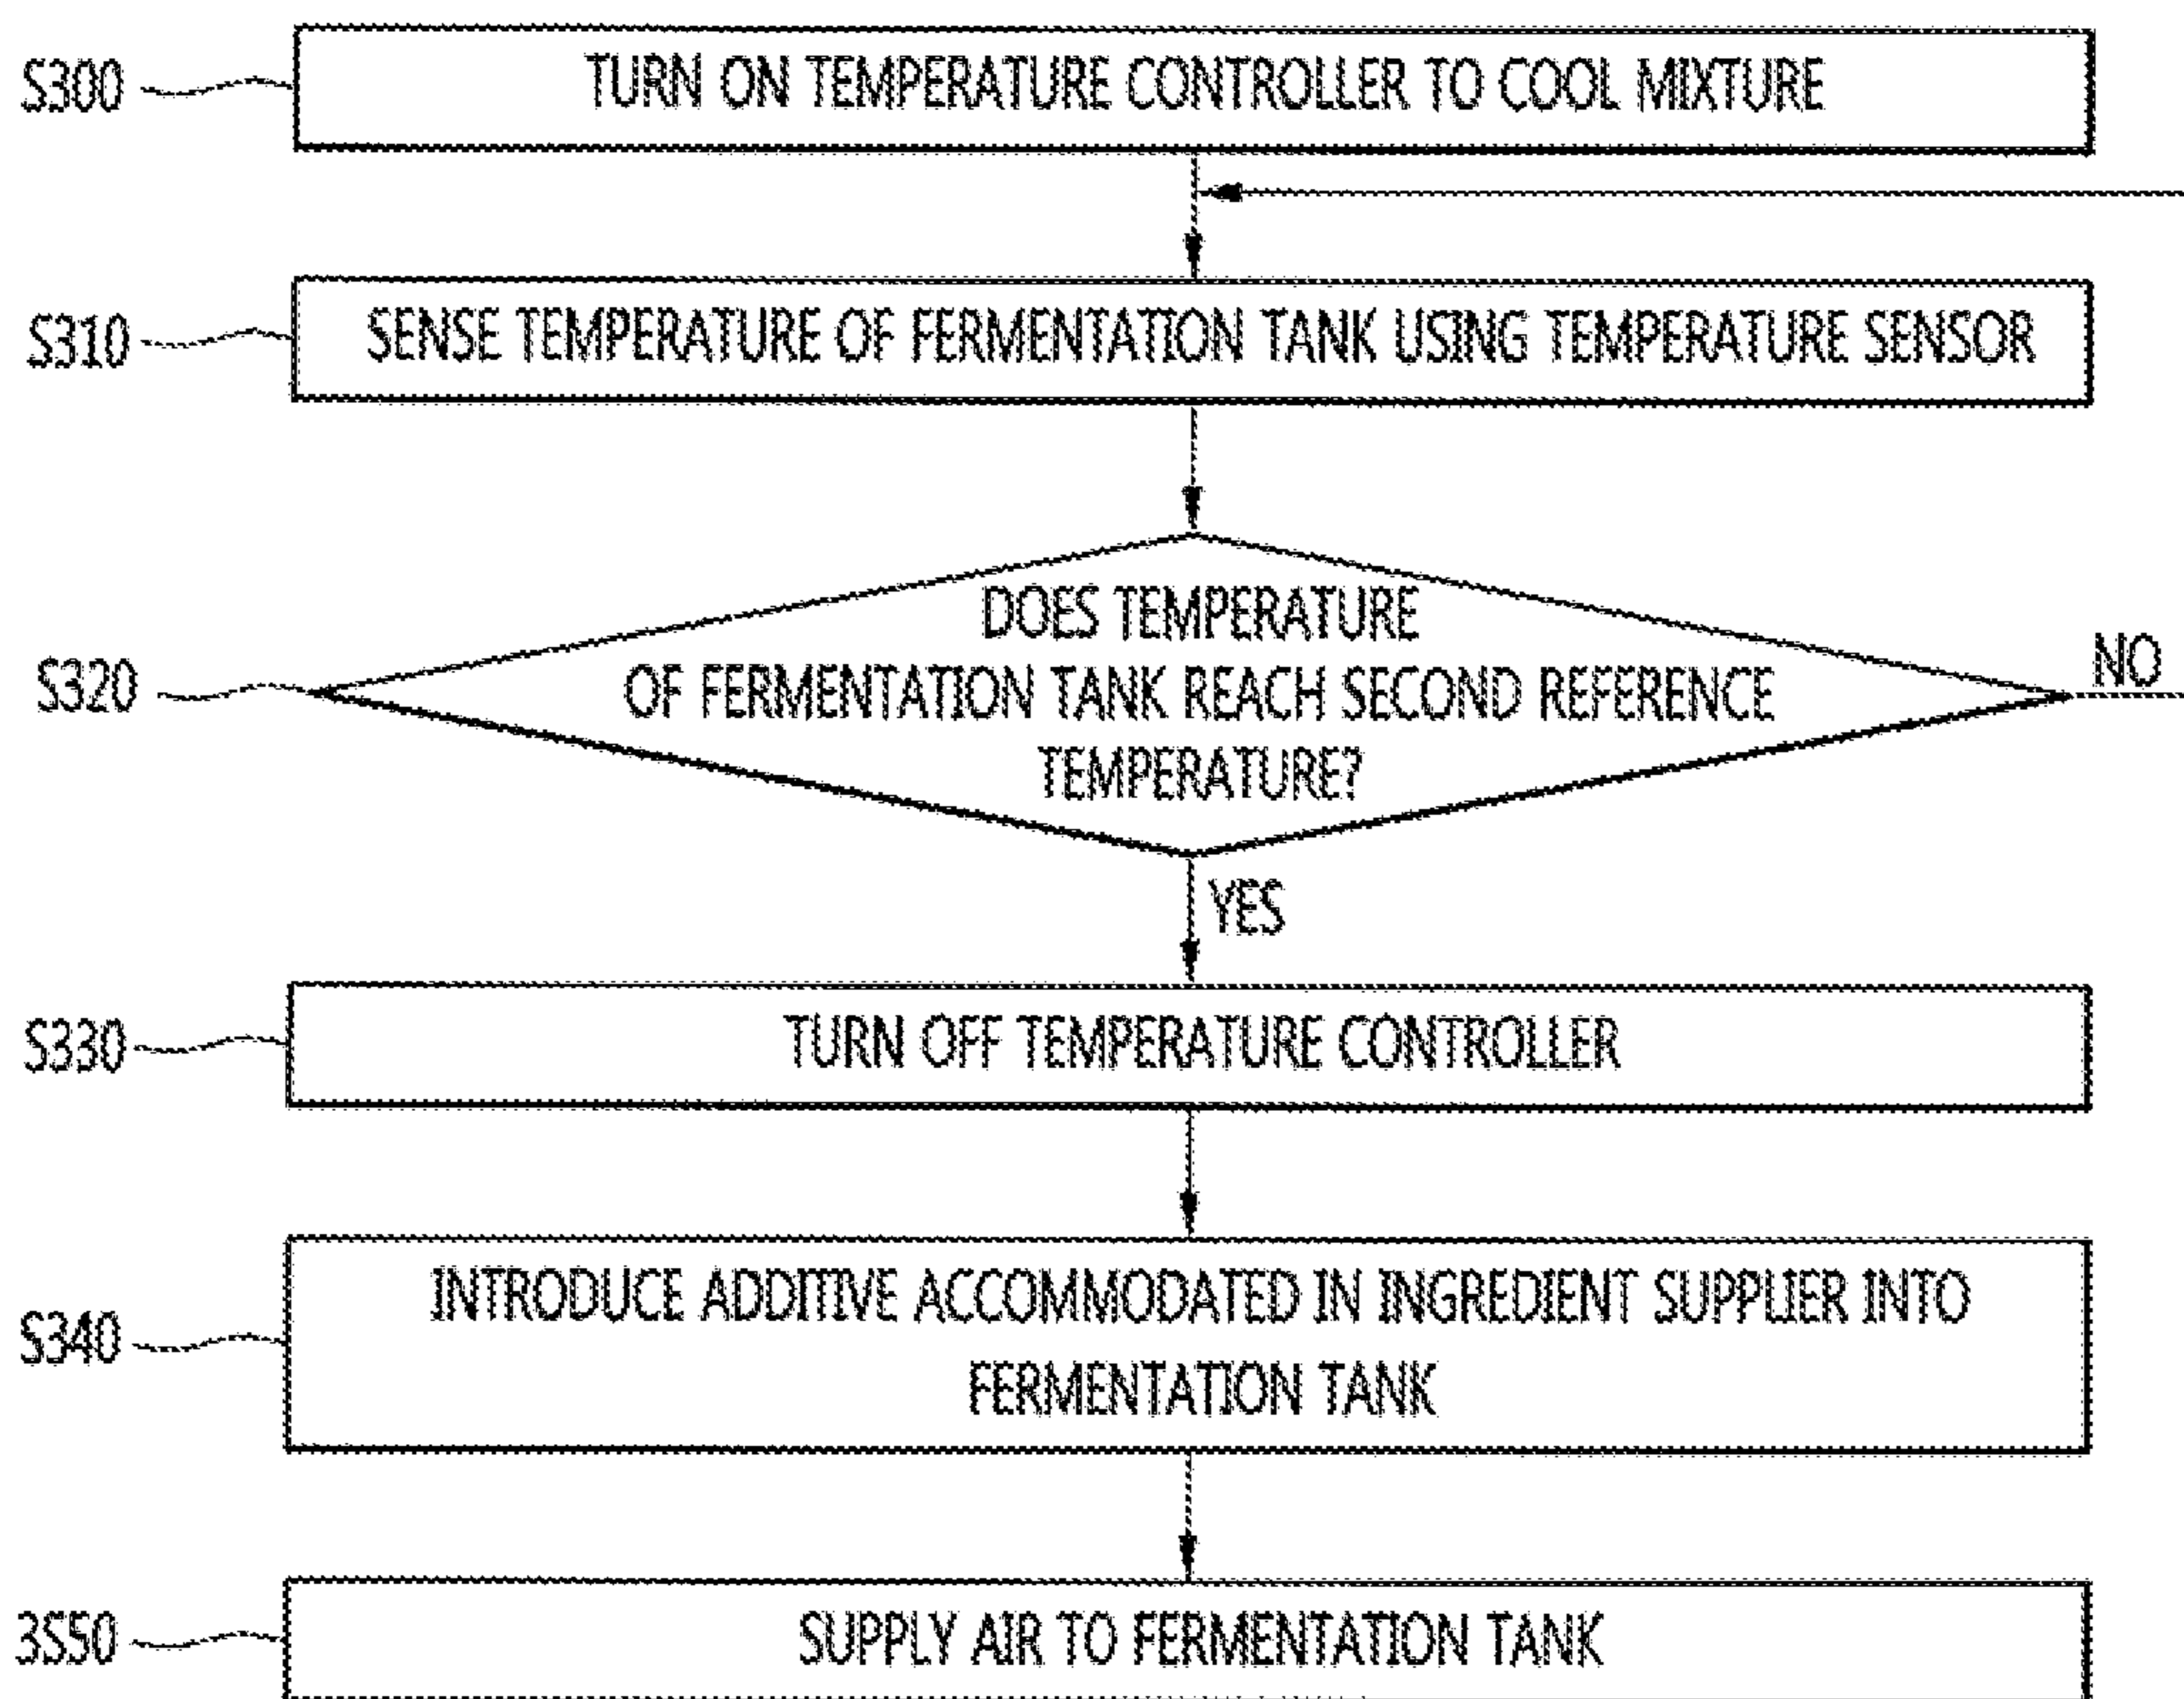 S300
TURN ON TEMPERATURE CONTROLLER TO COOL MIXTURE
S310
SENSE TEMPERATURE OF FERMENTATION TANK USING TEMPERATURE SENSOR
S320
DOES TEMPERATURE
OF FERMENTATION TANK REACH SECOND REFERENCE
TEMPERATURE?
NO
YES
S330
TURN OFF TEMPERATURE CONTROLLER
S340
INTRODUCE ADDITIVE ACCOMMODATED IN INGREDIENT SUPPLIER INTO
FERMENTATION TANK
3S50
SUPPLY AIR TO FERMENTATION TANK